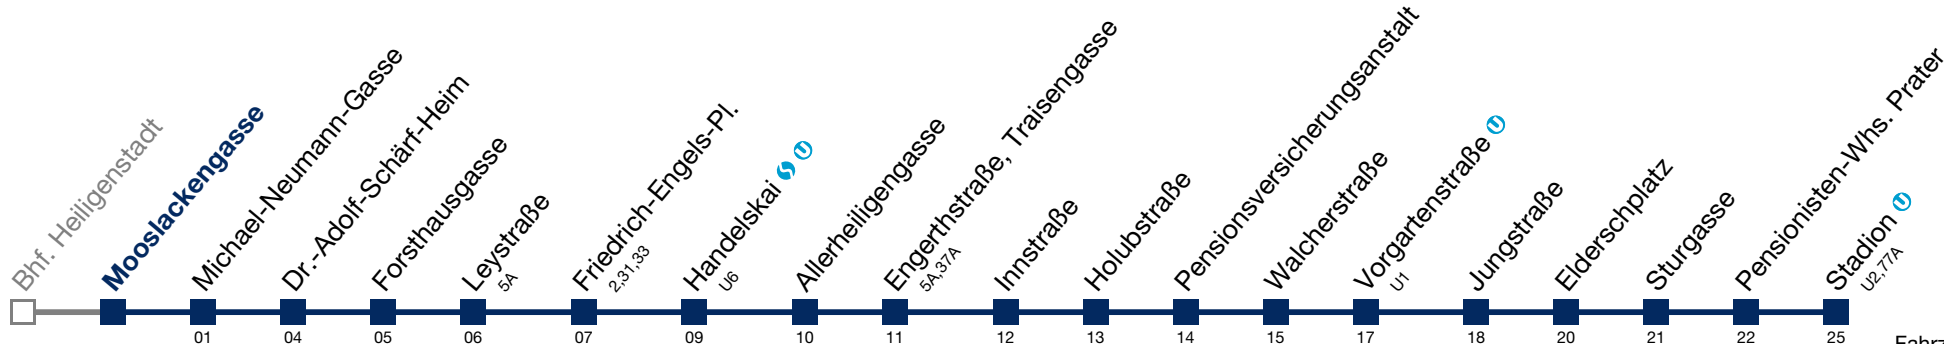 Bhf. Heiligenstadt
Mooslackengasse
Michael-Neumann-Gasse
Dr.-Adolf-Schärf-Heim
Forsthausgasse
Leystraße
5A
Friedrich-Engels-Pl.
2,31,33
Handelskai
U6
Allerheiligengasse
Engerthstraße, Traisengasse
5A,37A
Innstraße
Holubstraße
Pensionsversicherungsanstalt
Walcherstraße
Vorgartenstraße
U1
Jungstraße
Elderschplatz
Sturgasse
Pensionisten-Whs. Prater
Stadion
U2,77A
01 04 05 06 07 09 10 11 12 13 14 15 17 18 20 21 22 25